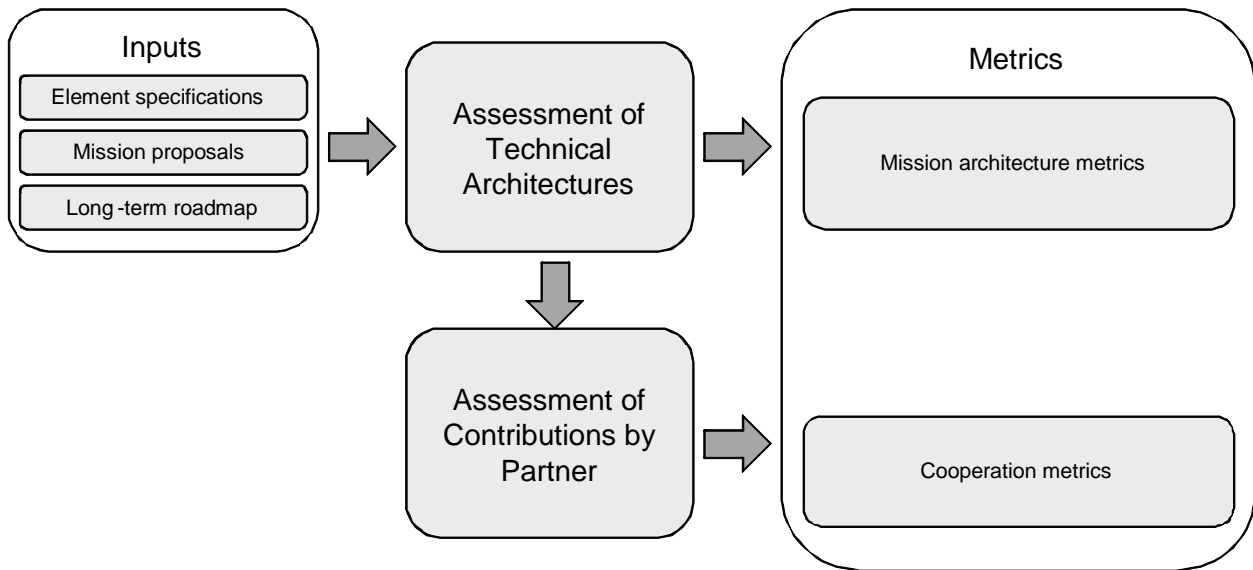 Inputs
Element specifications
Mission proposals
Long-term roadmap
Assessment of
Technical
Architectures
Assessment of
Contributions by
Partner
Metrics
Mission architecture metrics
Cooperation metrics